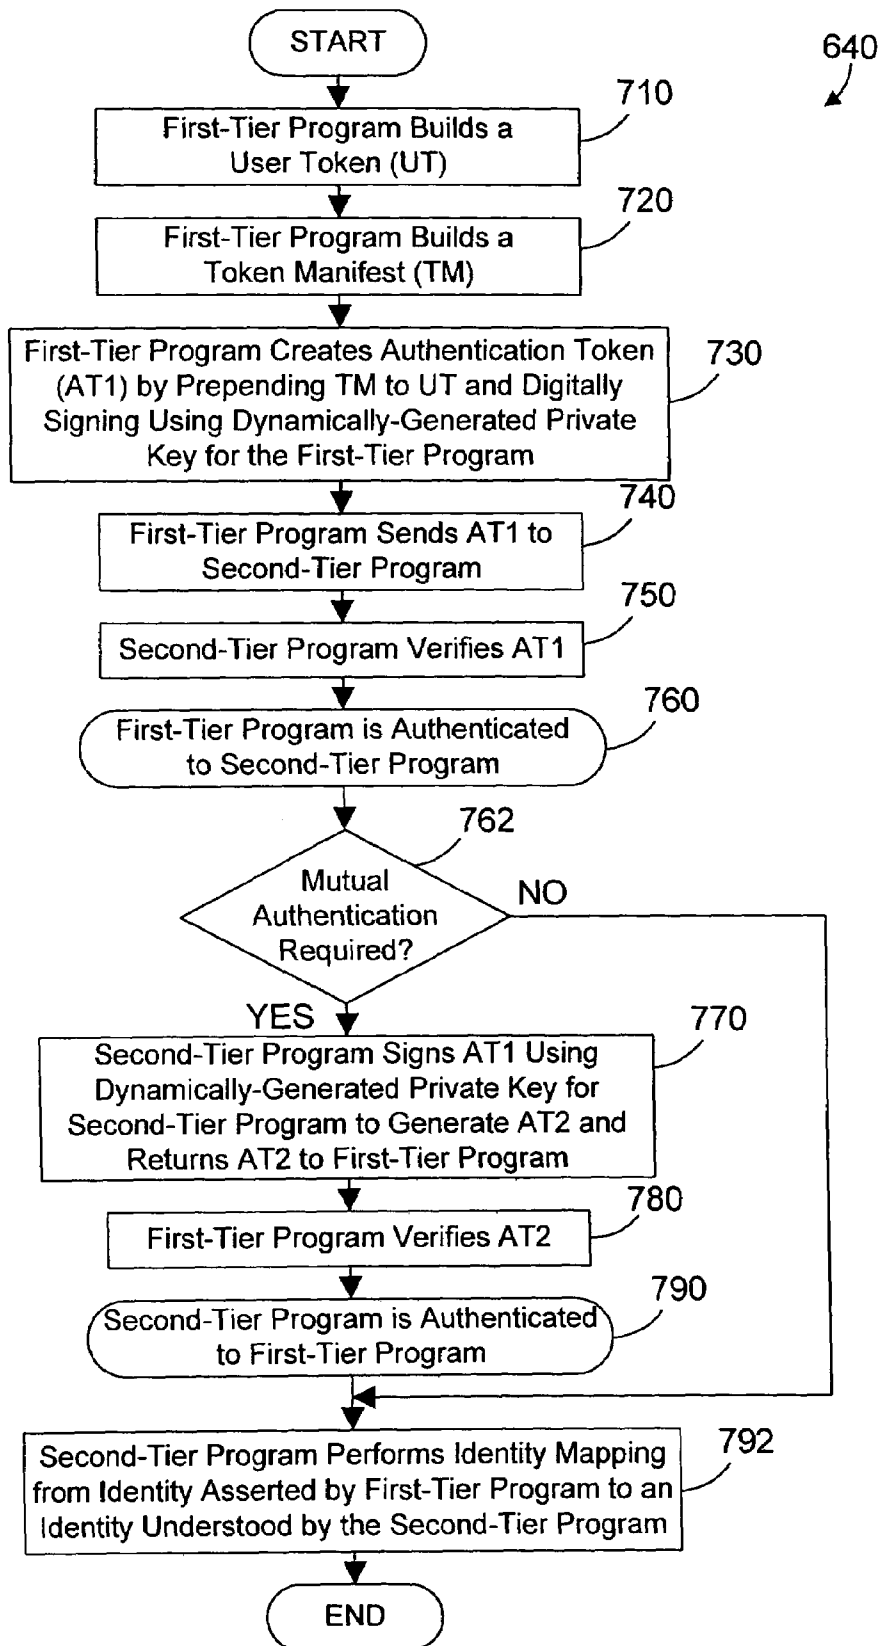 START
640
710
First-Tier Program Builds a
User Token (UT)
720
First-Tier Program Builds a
Token Manifest (TM)
730
First-Tier Program Creates Authentication Token
(AT1) by Prepending TM to UT and Digitally
Signing Using Dynamically-Generated Private
Key for the First-Tier Program
740
First-Tier Program Sends AT1 to
Second-Tier Program
750
Second-Tier Program Verifies AT1
760
First-Tier Program is Authenticated
to Second-Tier Program
762
Mutual
Authentication
Required?
NO
YES
770
Second-Tier Program Signs AT1 Using
Dynamically-Generated Private Key for
Second-Tier Program to Generate AT2 and
Returns AT2 to First-Tier Program
780
First-Tier Program Verifies AT2
790
Second-Tier Program is Authenticated
to First-Tier Program
792
Second-Tier Program Performs Identity Mapping
from Identity Asserted by First-Tier Program to an
Identity Understood by the Second-Tier Program
END